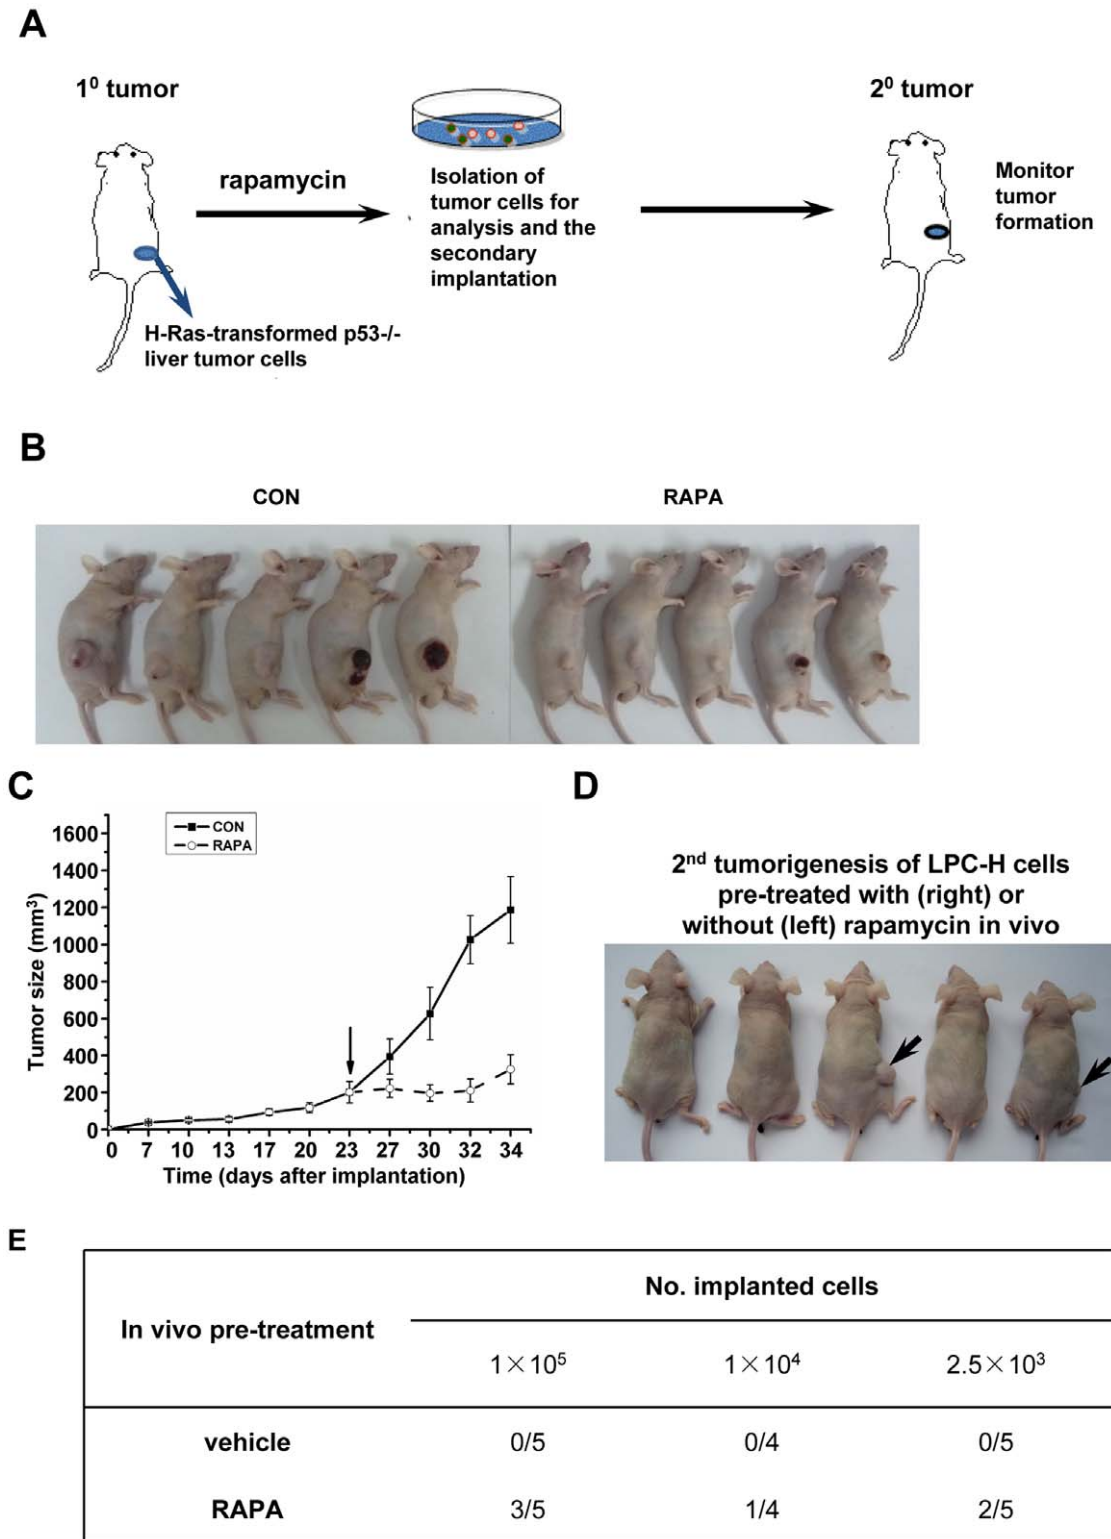 A
1⁰ tumor
rapamycin
Isolation of
tumor cells for
analysis and the
secondary
implantation
2⁰ tumor
Monitor
tumor
formation
H-Ras-transformed p53-/-
liver tumor cells
B
CON
RAPA
C
CON
RAPA
Tumor size (mm³)
1600
1400
1200
1000
800
600
400
200
0
0 7 10 13 17 20 23 27 30 32 34
Time (days after implantation)
D
2ⁿᵈ tumorigenesis of LPC-H cells
pre-treated with (right) or
without (left) rapamycin in vivo
E
In vivo pre-treatment
No. implanted cells
1×10⁵ 1×10⁴ 2.5×10³
vehicle 0/5 0/4 0/5
RAPA 3/5 1/4 2/5